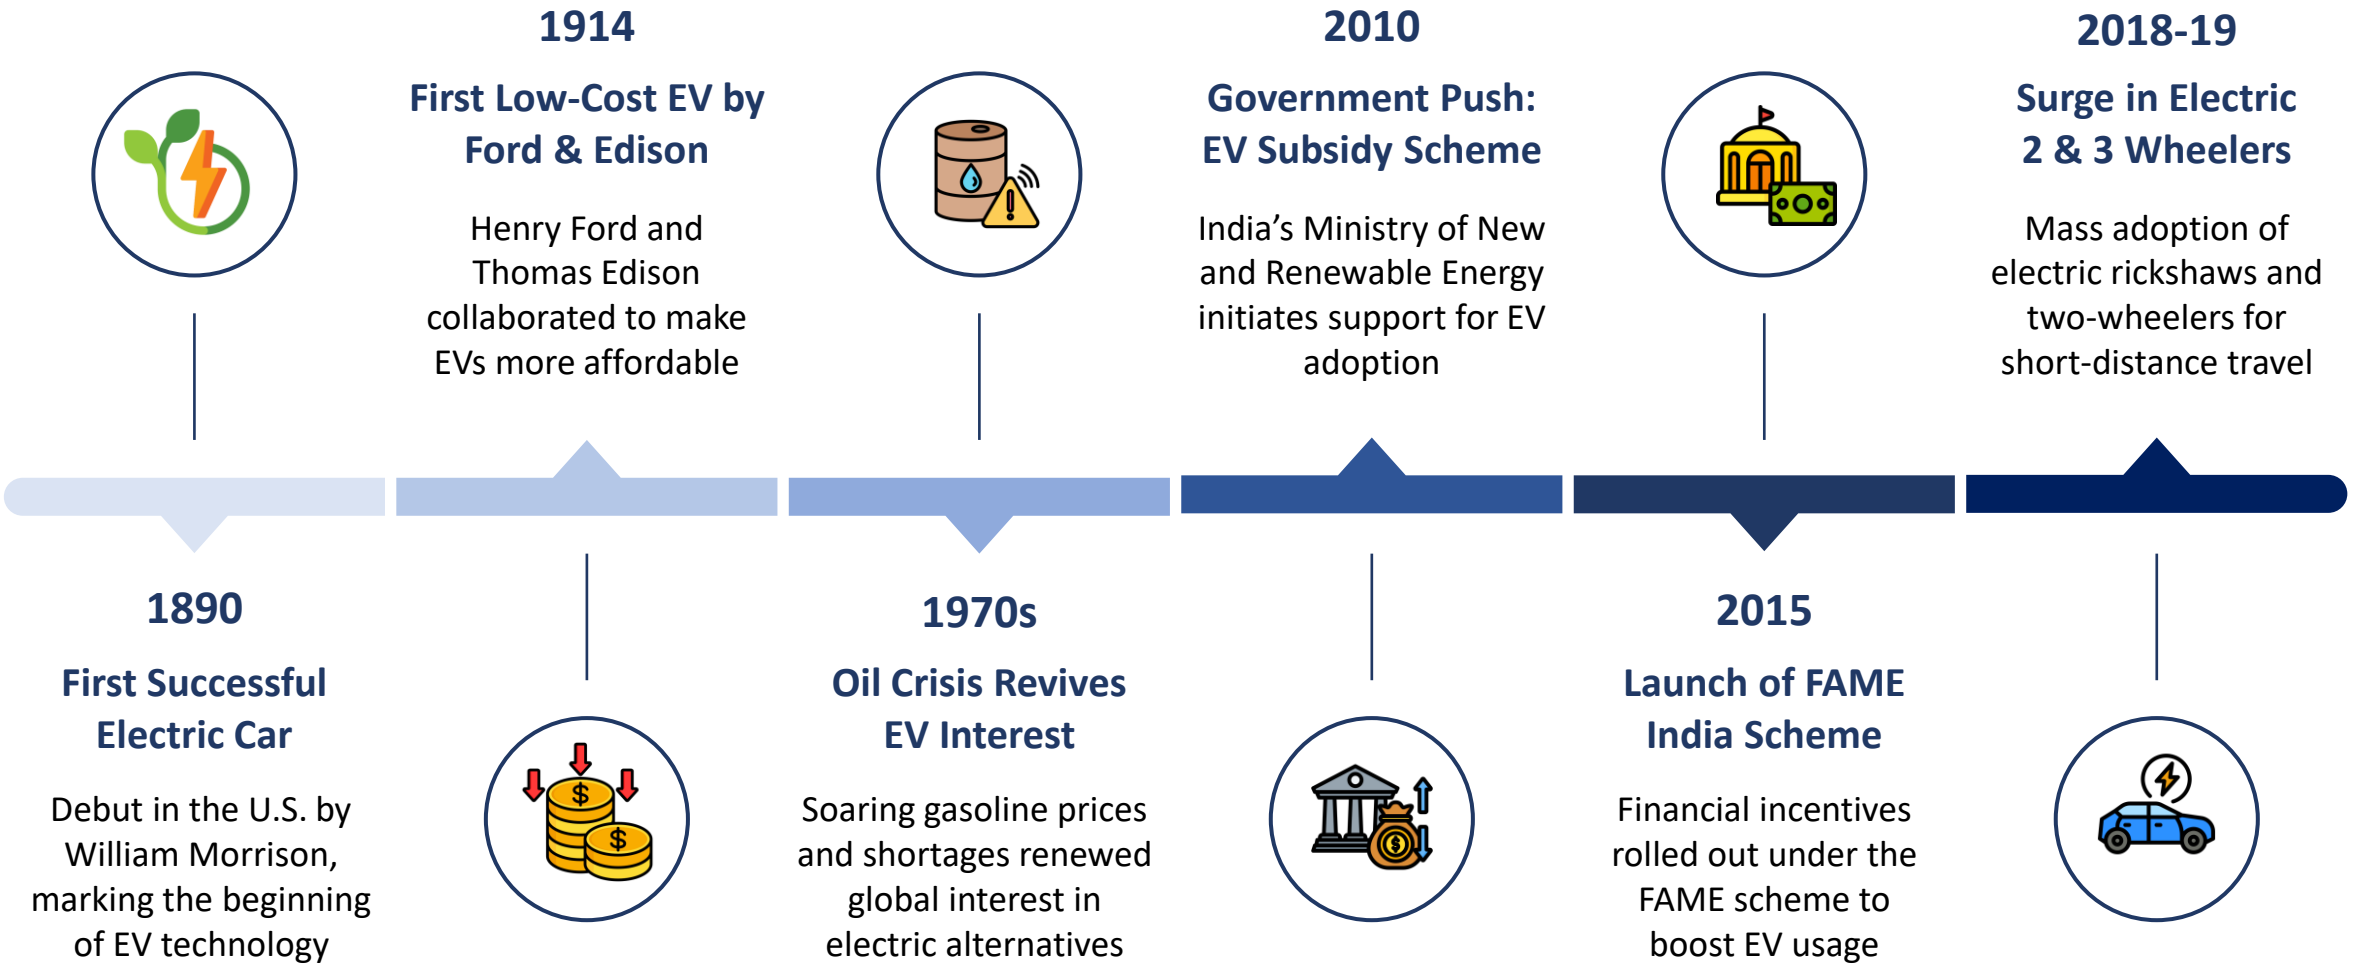 1890
First Successful
Electric Car
Debut in the U.S. by
William Morrison,
marking the beginning
of EV technology
1914
First Low-Cost EV by
Ford & Edison
Henry Ford and
Thomas Edison
collaborated to make
EVs more affordable
1970s
Oil Crisis Revives
EV Interest
Soaring gasoline prices
and shortages renewed
global interest in
electric alternatives
2010
Government Push:
EV Subsidy Scheme
India’s Ministry of New
and Renewable Energy
initiates support for EV
adoption
2015
Launch of FAME
India Scheme
Financial incentives
rolled out under the
FAME scheme to
boost EV usage
2018-19
Surge in Electric
2 & 3 Wheelers
Mass adoption of
electric rickshaws and
two-wheelers for
short-distance travel